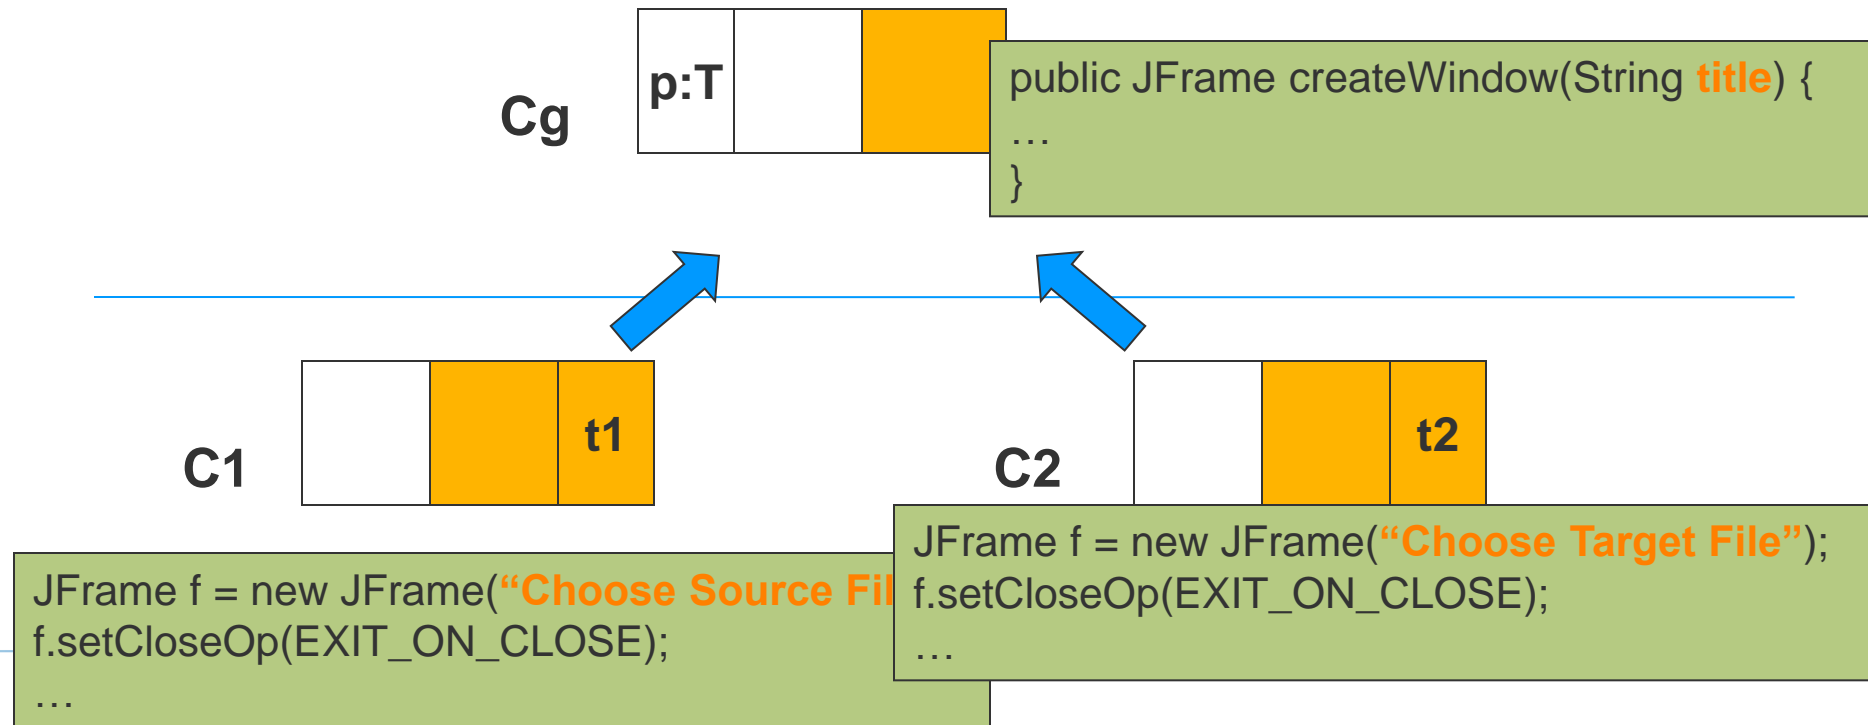 Cg
p:T
public JFrame createWindow(String title) {
…
}
C1
t1
C2
t2
JFrame f = new JFrame(“Choose Source
f.setCloseOp(EXIT_ON_CLOSE);
…
JFrame f = new JFrame(“Choose Target File”);
f.setCloseOp(EXIT_ON_CLOSE);
…